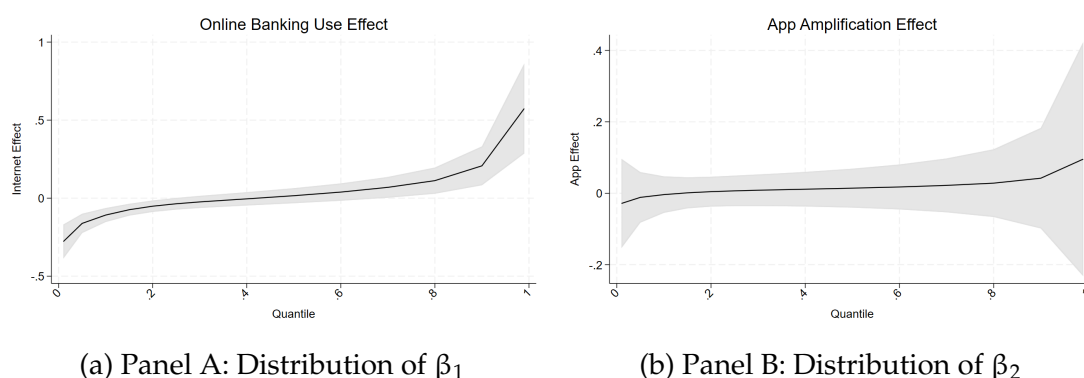 Online Banking Use Effect
1
.5
0
-.5
Internet Effect
0
.2
.4
.6
.8
1
Quantile
(a) Panel A: Distribution of β₁
App Amplification Effect
.4
.2
0
-.2
App Effect
0
.2
.4
.6
.8
Quantile
(b) Panel B: Distribution of β₂